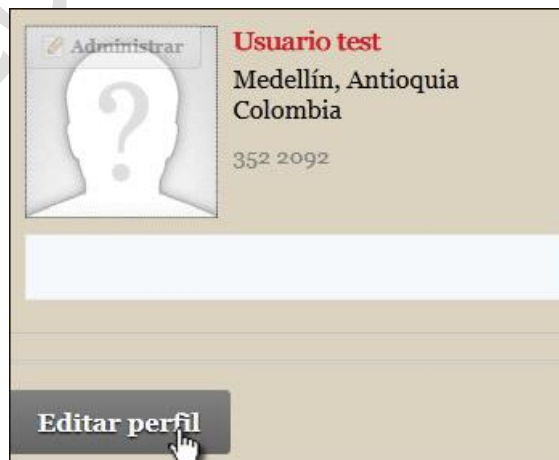 Administrar
Usuario test
Medellín, Antioquia
Colombia
352 2092
Editar perfil